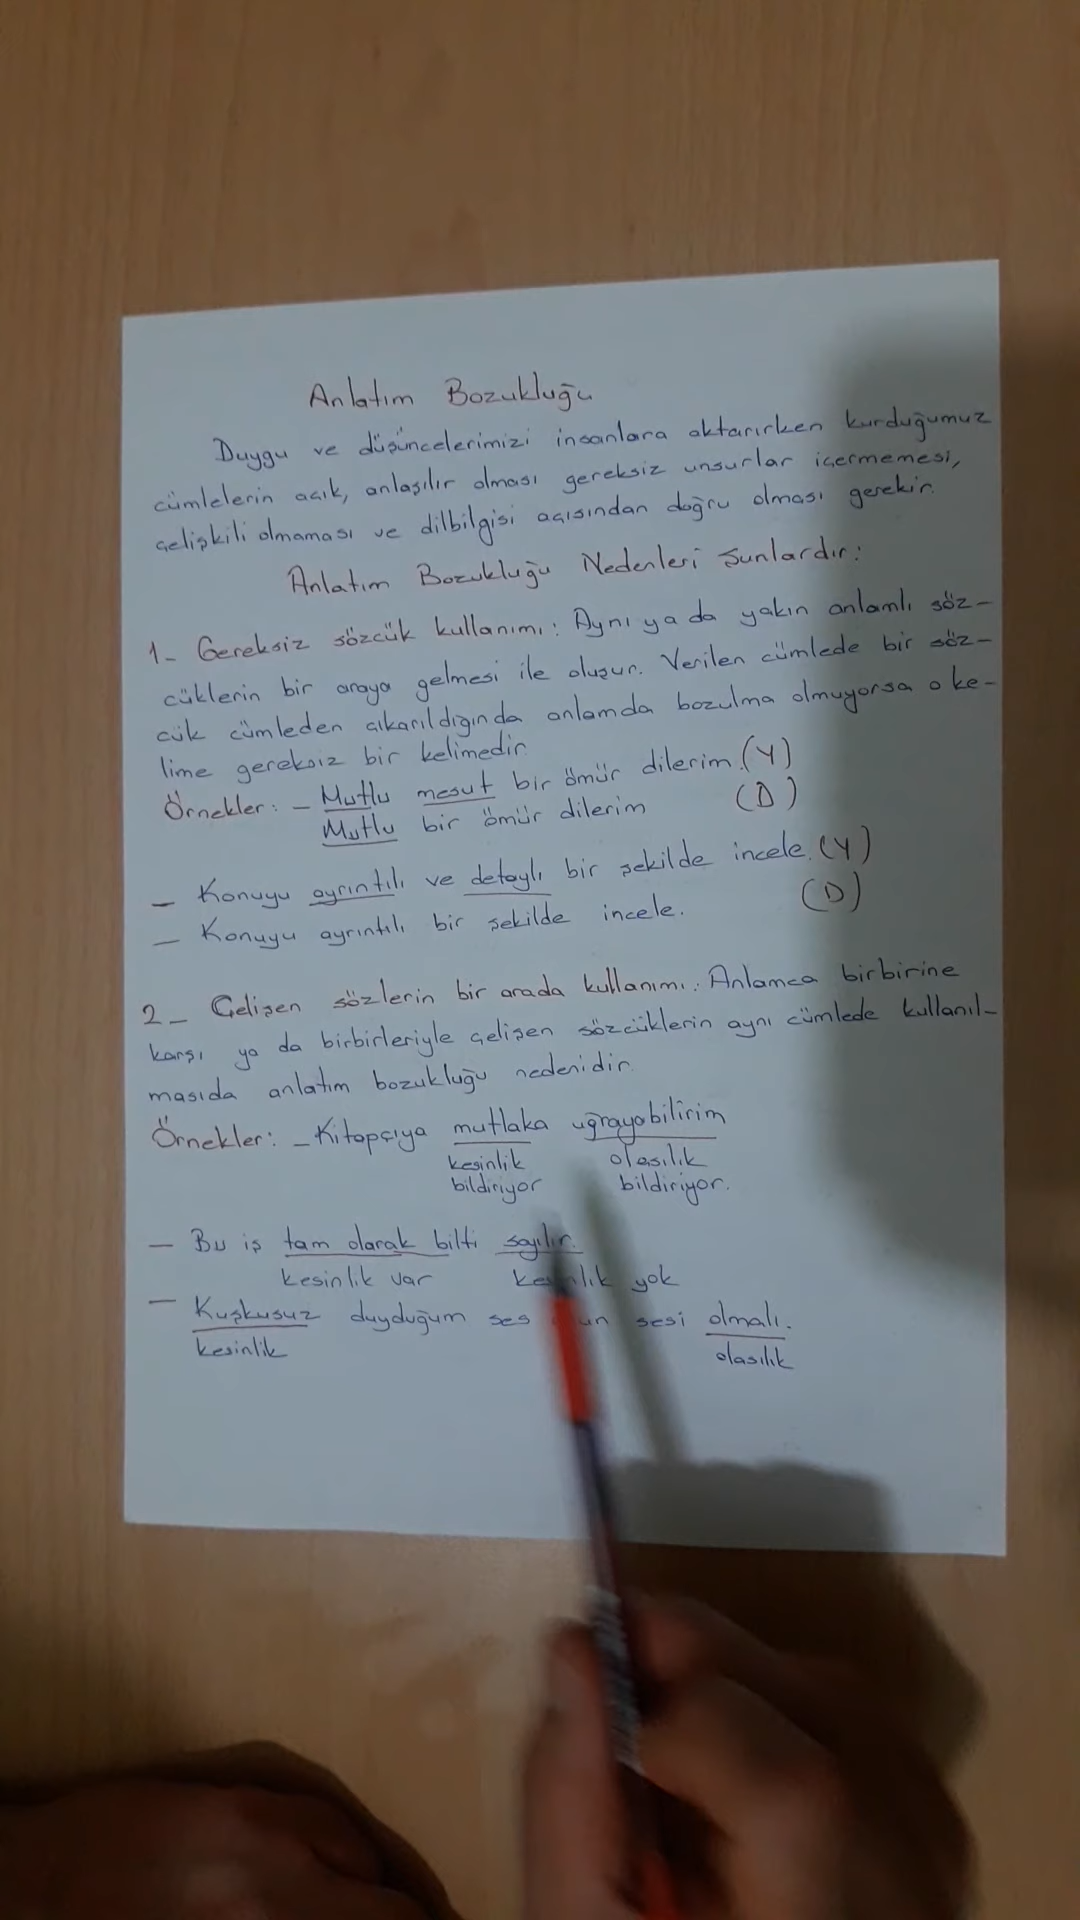 Anlatım Bozukluğu
Duygu ve düşüncelerimizi insanlara aktarırken kurduğumuz
cümlelerin açık, anlaşılır olması gereksiz unsurlar içermemesi,
çelişkili olmaması ve dilbilgisi açısından doğru olması gerekir.
Anlatım Bozukluğu Nedenleri Şunlardır:
1- Gereksiz sözcük kullanımı: Aynı ya da yakın anlamlı söz-
cüklerin bir araya gelmesi ile oluşur. Verilen cümlede bir söz-
cük cümleden çıkarıldığında anlamda bozulma olmuyorsa o ke-
lime gereksiz bir kelimedir.
Örnekler: - Mutlu mesut bir ömür dilerim. (Y)
Mutlu bir ömür dilerim (D)
- Konuyu ayrıntılı ve detaylı bir şekilde incele. (Y)
- Konuyu ayrıntılı bir şekilde incele. (D)
2- Çelişen sözlerin bir arada kullanımı: Anlamca birbirine
karşı ya da birbirleriyle çelişen sözcüklerin aynı cümlede kullanıl-
masıda anlatım bozukluğu nedenidir.
Örnekler: - Kitapçıya mutlaka uğrayabilirim
kesinlik olasılık
bildiriyor bildiriyor.
- Bu iş tam olarak bitti sayılır.
kesinlik var yok
- Kuşkusuz duyduğum ses sesi olmalı.
kesinlik olasılık